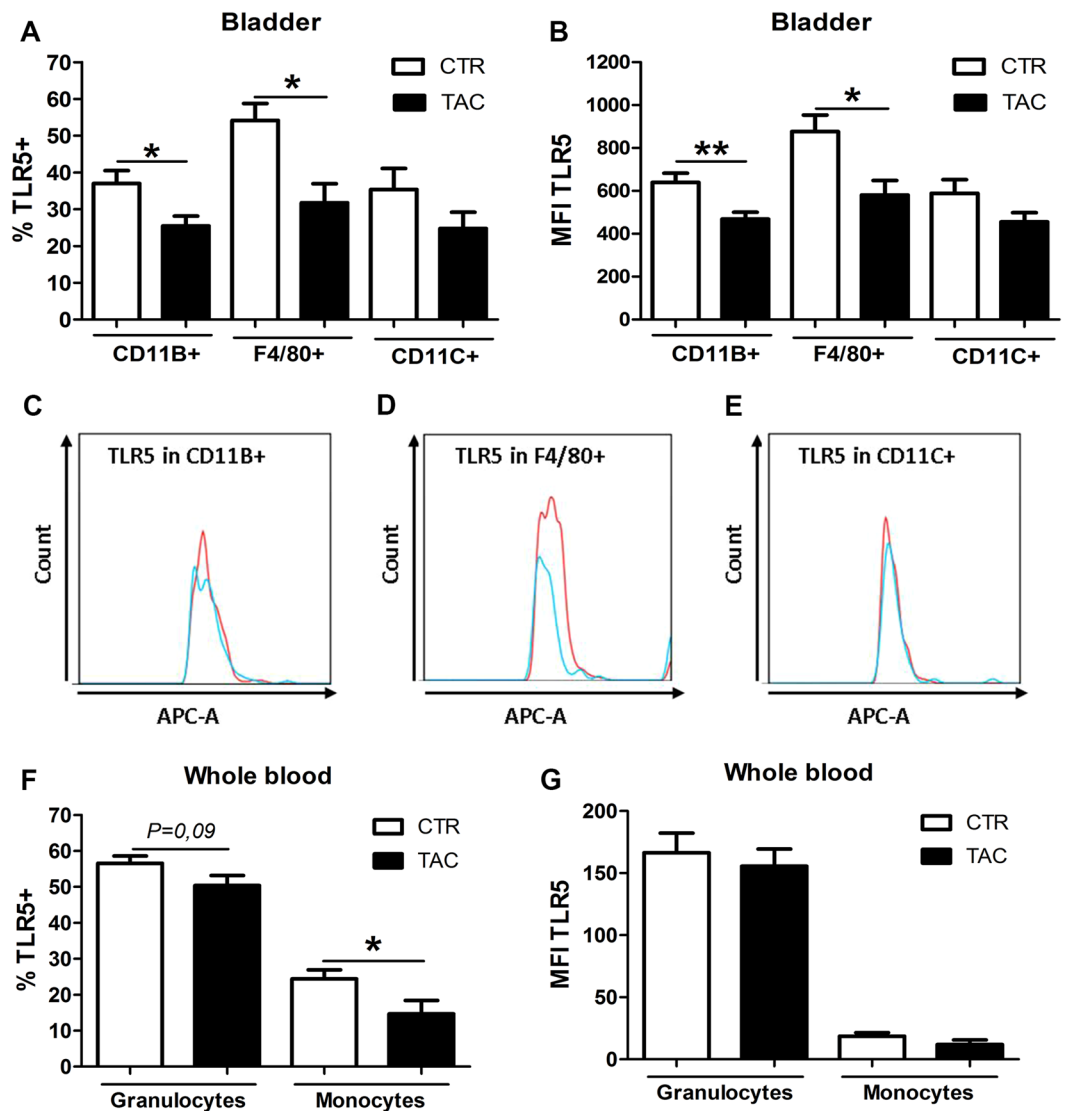 A
Bladder
% TLR5+
70
60
50
40
30
20
10
0
CTR
TAC
*
*
CD11B+
F4/80+
CD11C+
B
Bladder
MFI TLR5
1200
1000
800
600
400
200
0
CTR
TAC
**
*
CD11B+
F4/80+
CD11C+
C
TLR5 in CD11B+
Count
APC-A
D
TLR5 in F4/80+
Count
APC-A
E
TLR5 in CD11C+
Count
APC-A
F
Whole blood
% TLR5+
70
60
50
40
30
20
10
0
CTR
TAC
P=0,09
*
Granulocytes
Monocytes
G
Whole blood
MFI TLR5
200
150
100
50
0
CTR
TAC
Granulocytes
Monocytes